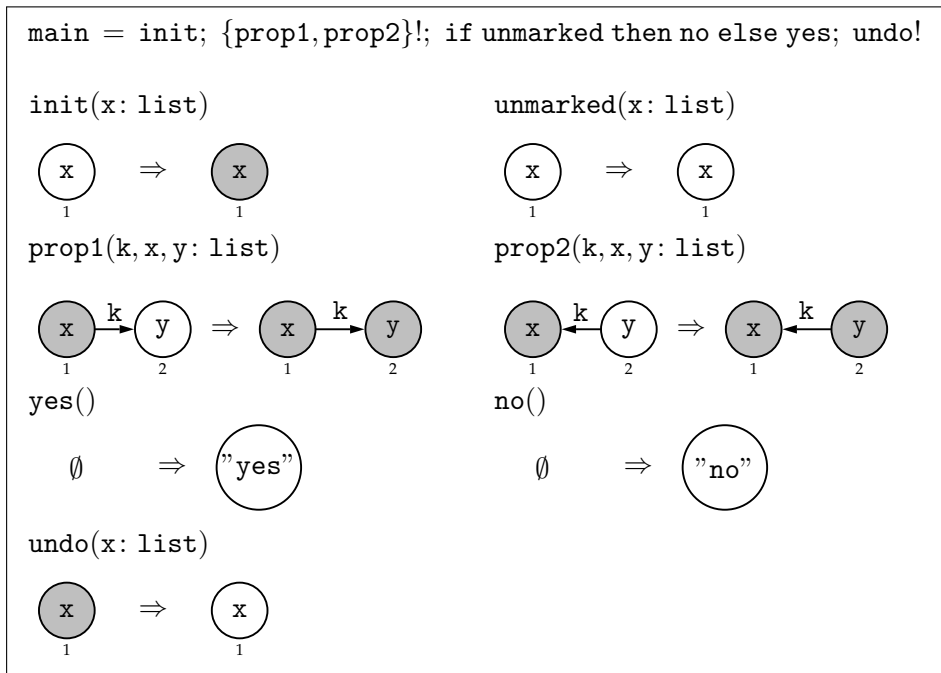 main = init; {prop1, prop2}!; if unmarked then no else yes; undo!
init(x: list) unmarked(x: list)
x ⇒ x x ⇒ x
1 1 1 1
prop1(k, x, y: list) prop2(k, x, y: list)
x k y ⇒ x k y x k y ⇒ x k y
1 2 1 2 1 2 1 2
yes() no()
∅ ⇒ ”yes” ∅ ⇒ ”no”
undo(x: list)
x ⇒ x
1 1